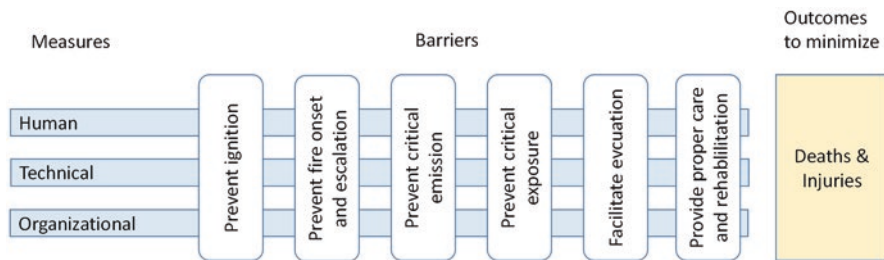 Measures
Barriers
Outcomes
to minimize
Human
Technical
Organizational
Prevent ignition
Prevent fire onset
and escalation
Prevent critical
emission
Prevent critical
exposure
Facilitate evcuation
Provide proper care
and rehabilitation
Deaths &
Injuries